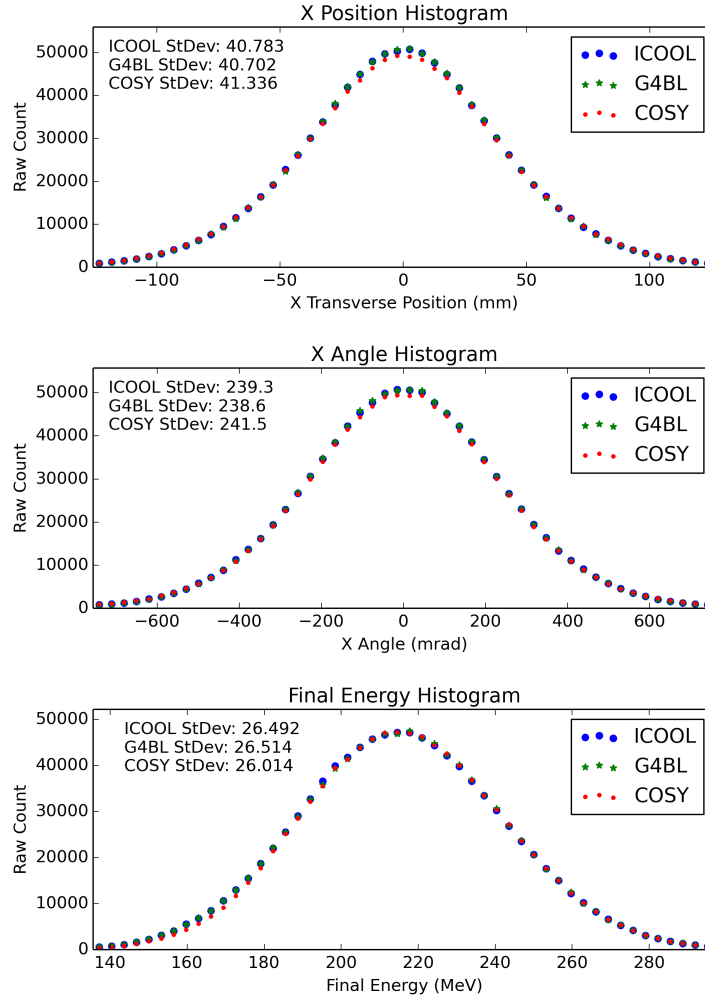 X Position Histogram
ICOOL StDev: 40.783
G4BL StDev: 40.702
COSY StDev: 41.336
ICOOL
G4BL
COSY
Raw Count
50000
40000
30000
20000
10000
0
−100
−50
0
50
100
X Transverse Position (mm)
X Angle Histogram
ICOOL StDev: 239.3
G4BL StDev: 238.6
COSY StDev: 241.5
ICOOL
G4BL
COSY
Raw Count
50000
40000
30000
20000
10000
0
−600
−400
−200
0
200
400
600
X Angle (mrad)
Final Energy Histogram
ICOOL StDev: 26.492
G4BL StDev: 26.514
COSY StDev: 26.014
ICOOL
G4BL
COSY
Raw Count
50000
40000
30000
20000
10000
0
140
160
180
200
220
240
260
280
Final Energy (MeV)